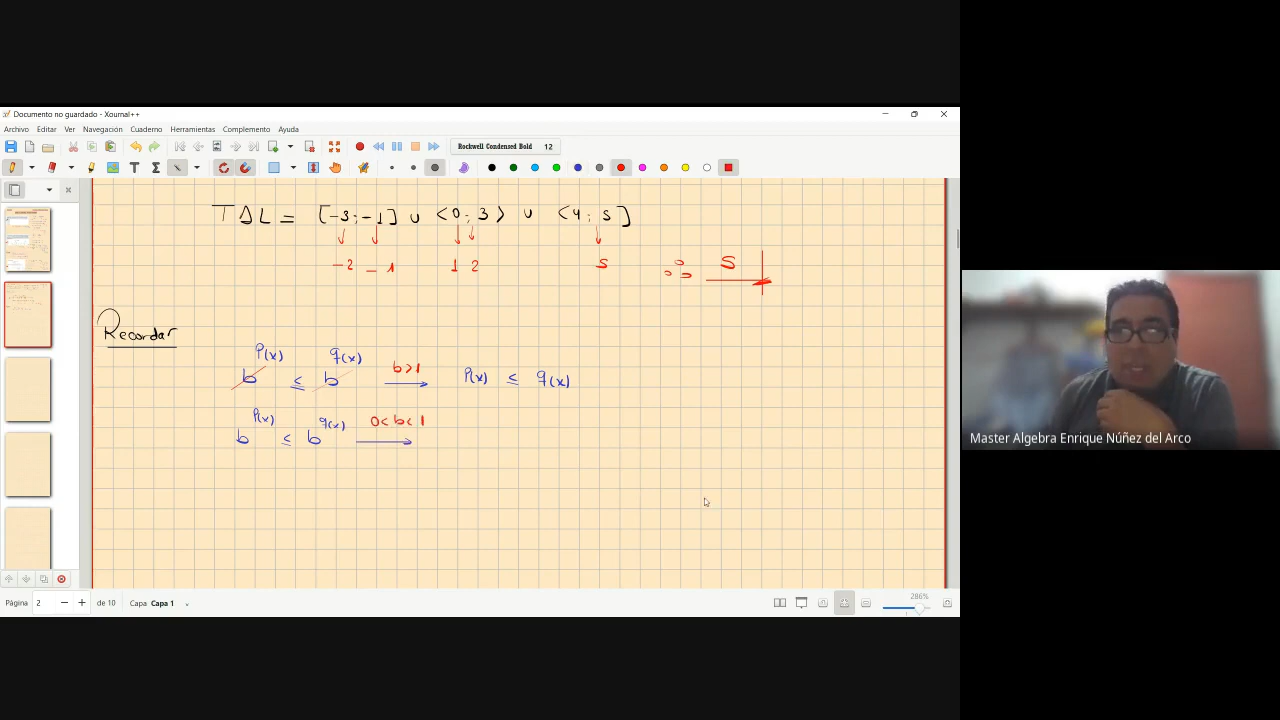 Documento no guardado - Xournal++
Archivo Editar Ver Navegación Cuaderno Herramientas Complemento Ayuda
Rockwell Condensed Bold 12
T Σ
= [-3; -1] ∪ <0; 3> ∪ <4; 5]
-2 -1 1 2 5 ∴ 5
Recordar
b^P(x) ≤ b^q(x) b>1 → P(x) ≤ q(x)
b^P(x) ≤ b^q(x) 0<b<1 →
Master Algebra Enrique Núñez del Arco
Página 2 de 10 Capa Capa 1 286%